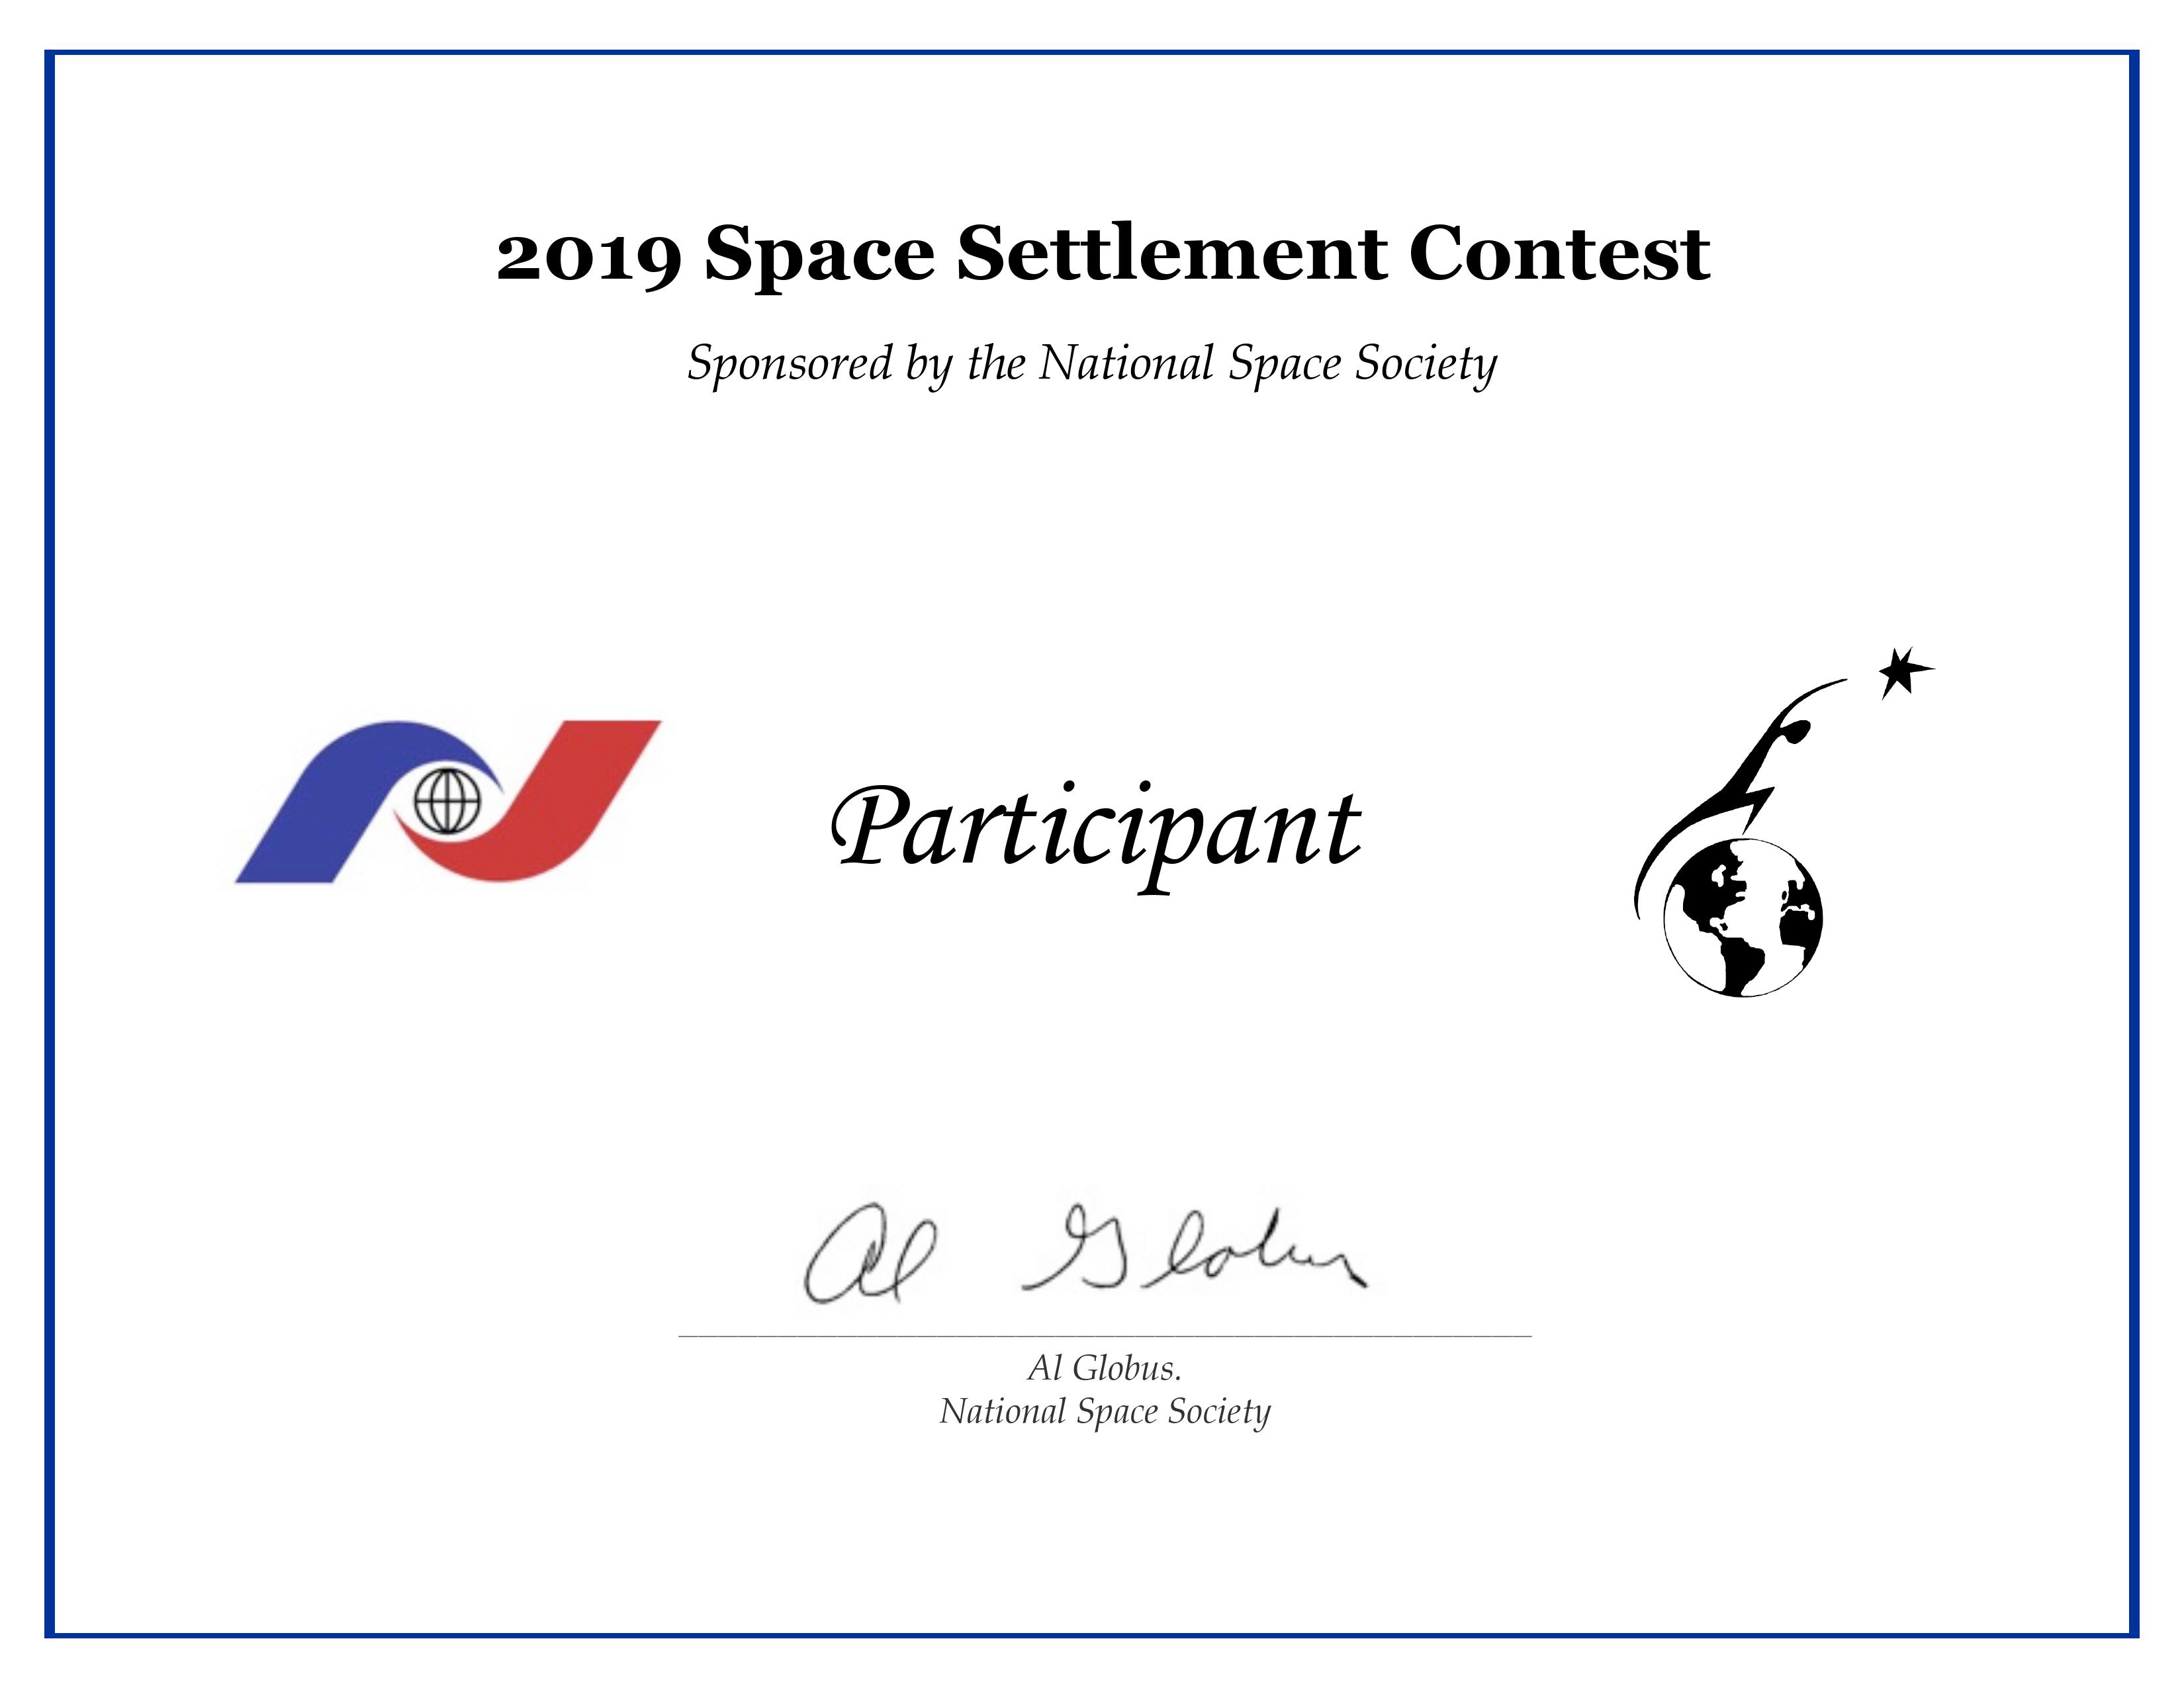 2019 Space Settlement Contest
Sponsored by the National Space Society
Participant
Al Globus
Al Globus.
National Space Society